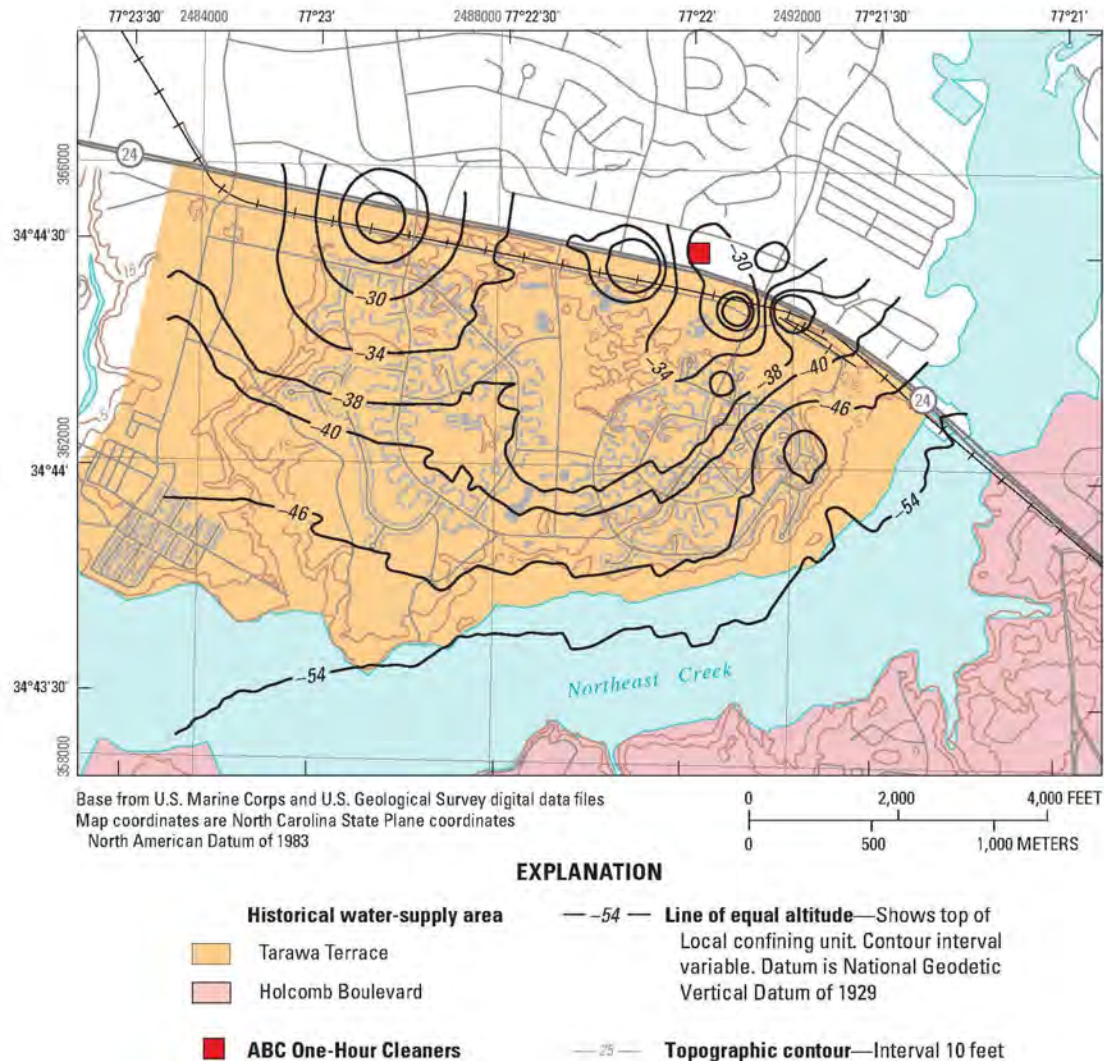 77°23'30" 2484000 77°23' 2488000 77°22'30" 77°22' 2492000 77°21'30" 77°21'
366000
24
34°44'30"
15
-30
-30
-34
-34
-38
-38
-40
-40
-46
24
362000
34°44'
-46
-54
-54
34°43'30"
Northeast Creek
358000
Base from U.S. Marine Corps and U.S. Geological Survey digital data files
Map coordinates are North Carolina State Plane coordinates
North American Datum of 1983
0 2,000 4,000 FEET
0 500 1,000 METERS
EXPLANATION
Historical water-supply area
Tarawa Terrace
Holcomb Boulevard
ABC One-Hour Cleaners
-54 Line of equal altitude—Shows top of
Local confining unit. Contour interval
variable. Datum is National Geodetic
Vertical Datum of 1929
25 Topographic contour—Interval 10 feet